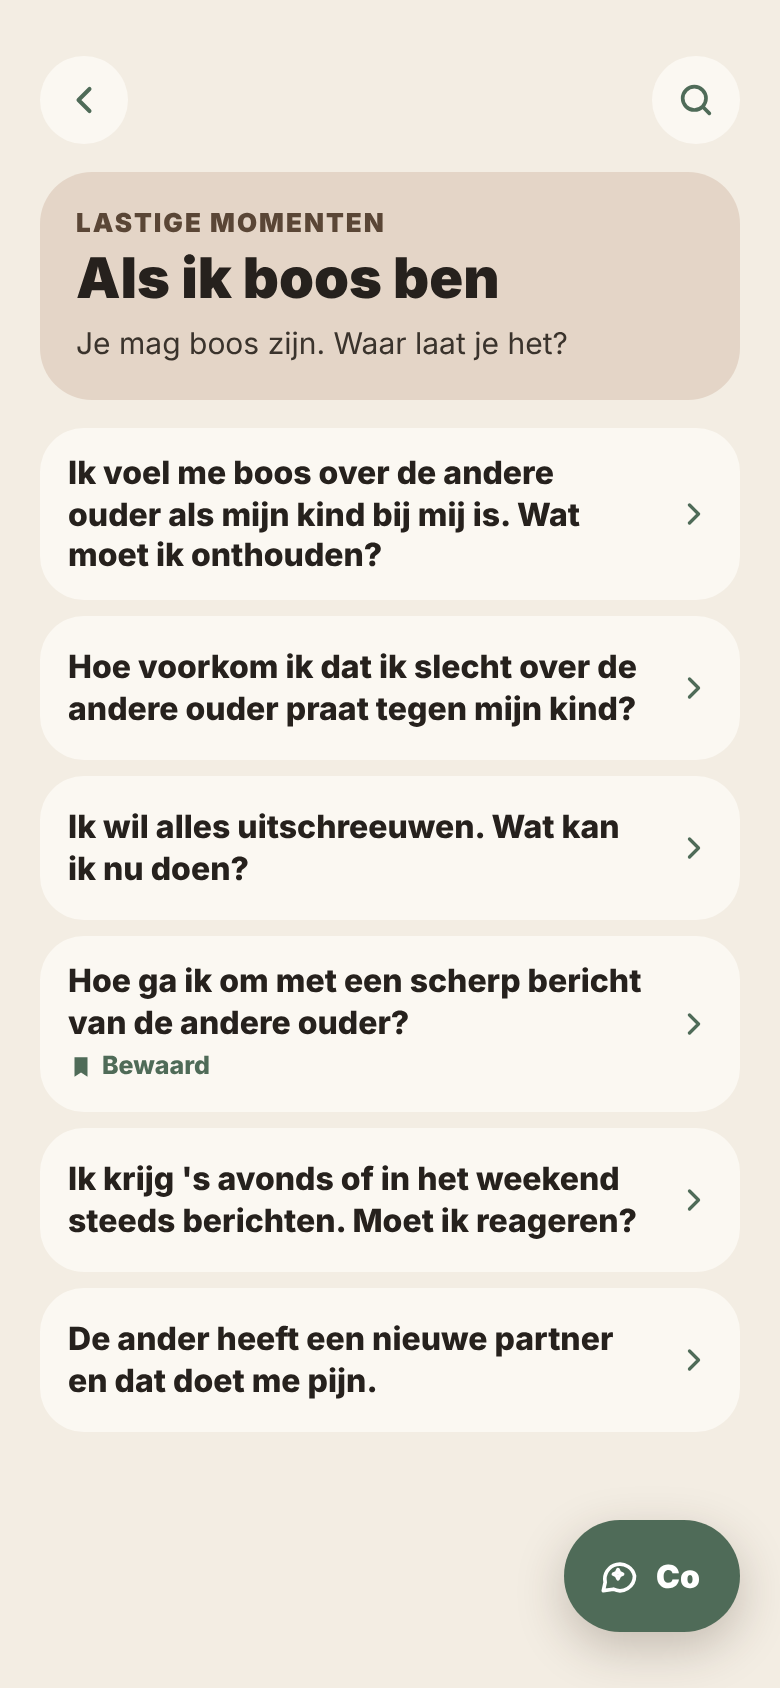 LASTIGE MOMENTEN
Als ik boos ben
Je mag boos zijn. Waar laat je het?
Ik voel me boos over de andere
ouder als mijn kind bij mij is. Wat
moet ik onthouden?
Hoe voorkom ik dat ik slecht over de
andere ouder praat tegen mijn kind?
Ik wil alles uitschreeuwen. Wat kan
ik nu doen?
Hoe ga ik om met een scherp bericht
van de andere ouder?
Bewaard
Ik krijg 's avonds of in het weekend
steeds berichten. Moet ik reageren?
De ander heeft een nieuwe partner
en dat doet me pijn.
Co